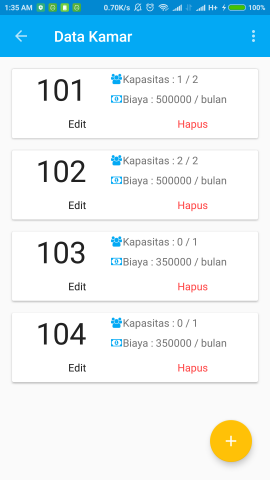 1:35 AM 0.70K/s H+ 100%
Data Kamar
101
Kapasitas : 1 / 2
Biaya : 500000 / bulan
Edit Hapus
102
Kapasitas : 2 / 2
Biaya : 500000 / bulan
Edit Hapus
103
Kapasitas : 0 / 1
Biaya : 350000 / bulan
Edit Hapus
104
Kapasitas : 0 / 1
Biaya : 350000 / bulan
Edit Hapus